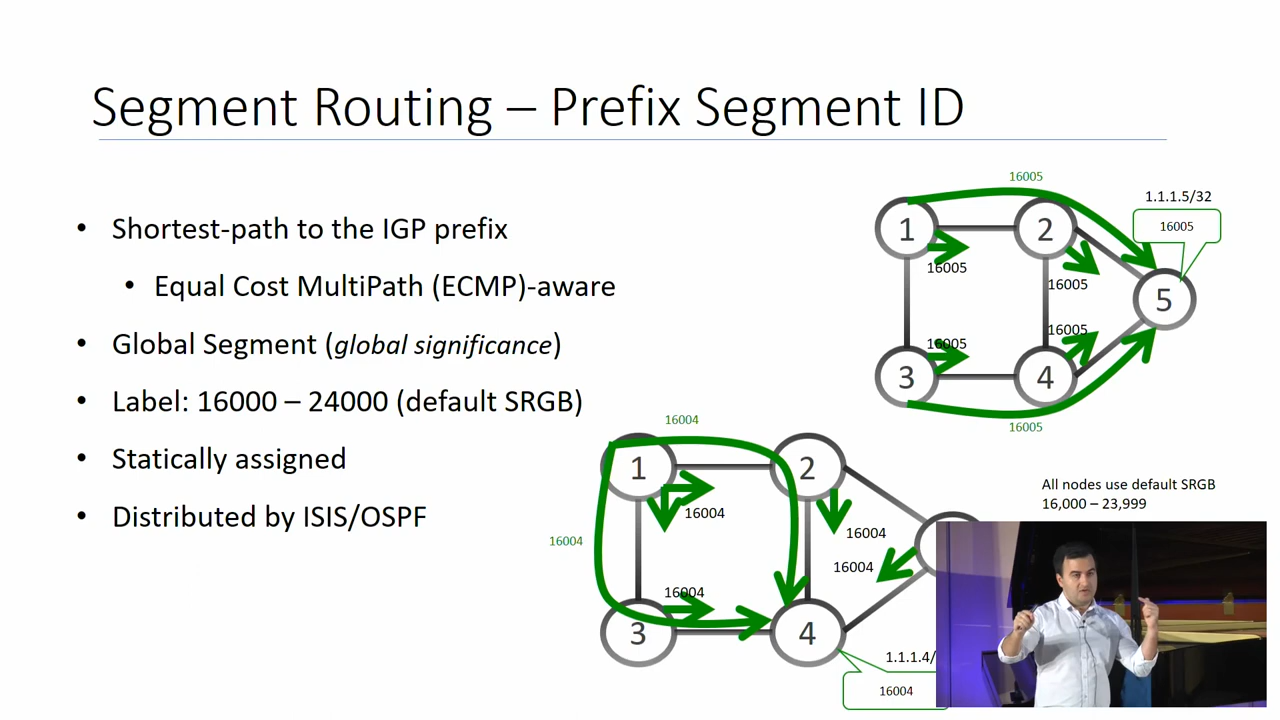 Segment Routing – Prefix Segment ID
• Shortest-path to the IGP prefix
• Equal Cost MultiPath (ECMP)-aware
• Global Segment (global significance)
• Label: 16000 – 24000 (default SRGB)
• Statically assigned
• Distributed by ISIS/OSPF
16005
1.1.1.5/32
16005
1
2
16005
16005
5
16005
16005
3
4
16005
16004
1
2
All nodes use default SRGB
16,000 – 23,999
16004
16004
16004
16004
16004
3
4
1.1.1.4/
16004